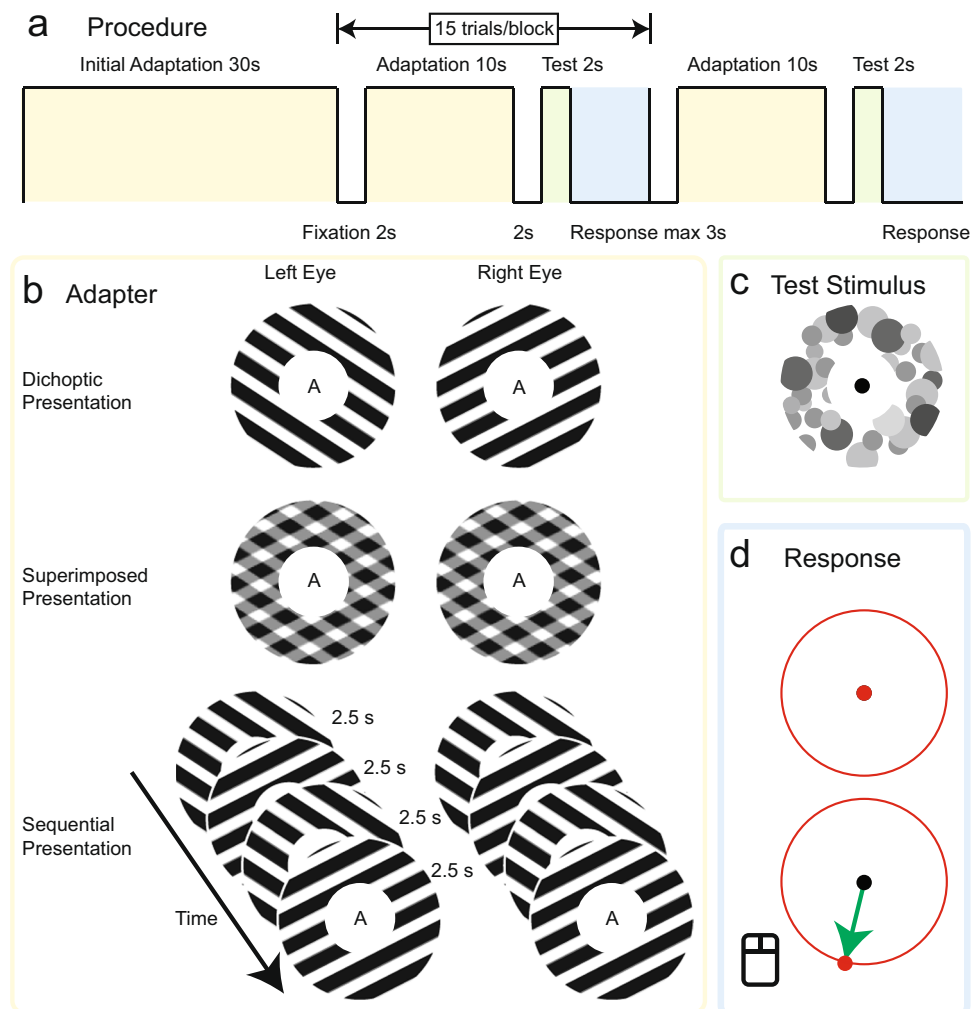 a Procedure
15 trials/block
Initial Adaptation 30s
Adaptation 10s
Test 2s
Adaptation 10s
Test 2s
Fixation 2s
2s
Response max 3s
Response
b Adapter
Left Eye
Right Eye
Dichoptic
Presentation
A
A
Superimposed
Presentation
A
A
Sequential
Presentation
2.5 s
2.5 s
2.5 s
2.5 s
Time
A
A
c Test Stimulus
d Response